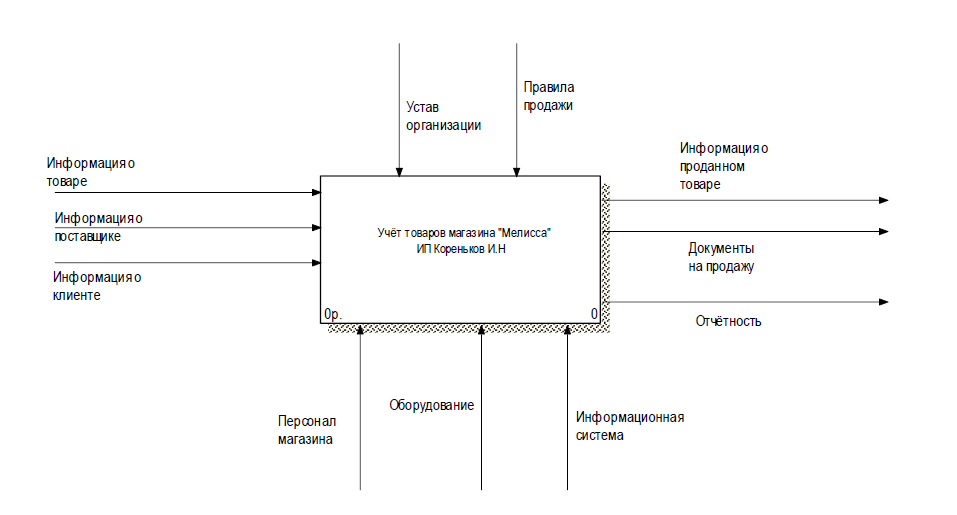 Правила
продажи
Устав
организации
Информация о
товаре
Информация о
поставщике
Информация о
клиенте
Учёт товаров магазина "Мелисса"
ИП Кореньков И.Н
0р.
0
Информация о
проданном
товаре
Документы
на продажу
Отчётность
Персонал
магазина
Оборудование
Информационная
система